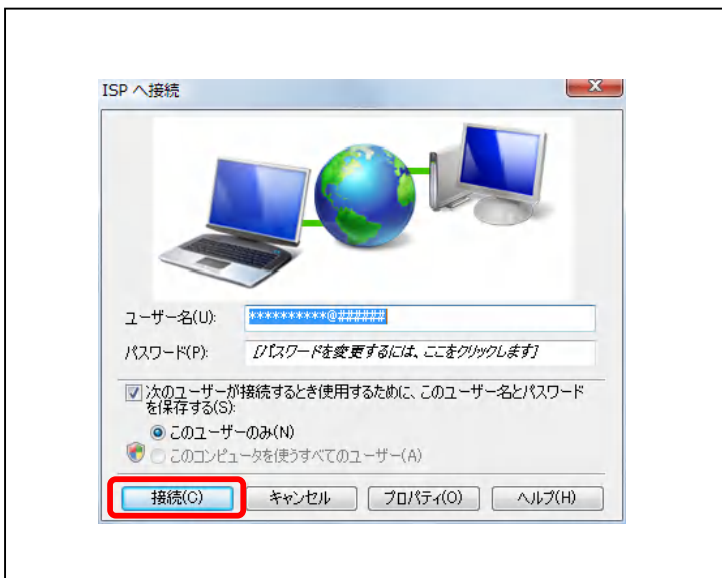 ISP へ接続
ユーザー名(U):
**********@######
パスワード(P):
[パスワードを変更するには、ここをクリックします]
次のユーザーが接続するとき使用するために、このユーザー名とパスワード
を保存する(S):
このユーザーのみ(N)
このコンピュータを使うすべてのユーザー(A)
接続(C)
キャンセル
プロパティ(O)
ヘルプ(H)